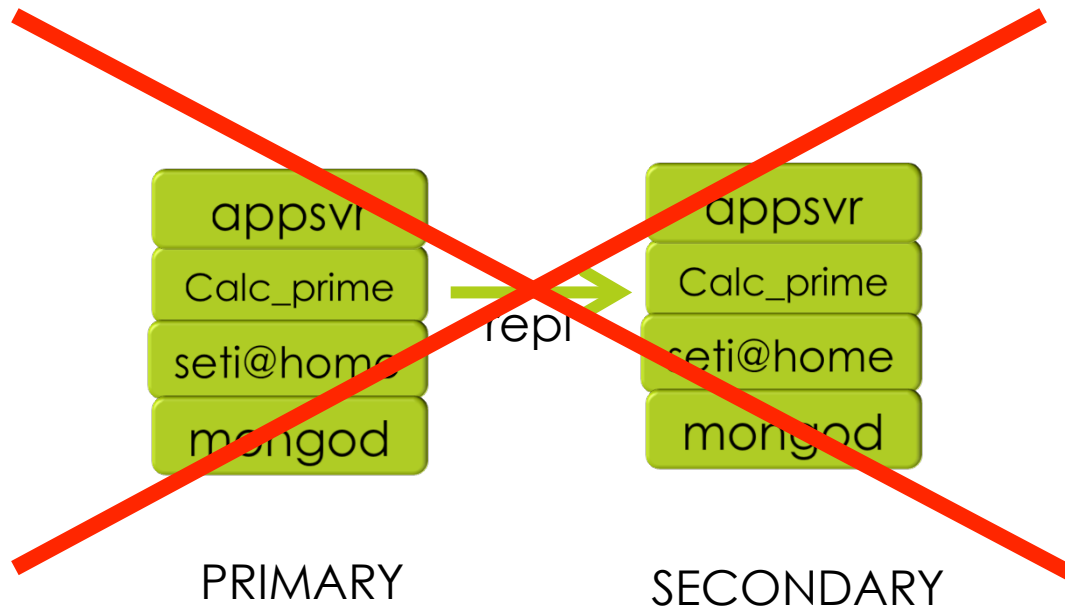 appsvr
Calc_prime
seti@home
mongod
repl
appsvr
Calc_prime
seti@home
mongod
PRIMARY
SECONDARY